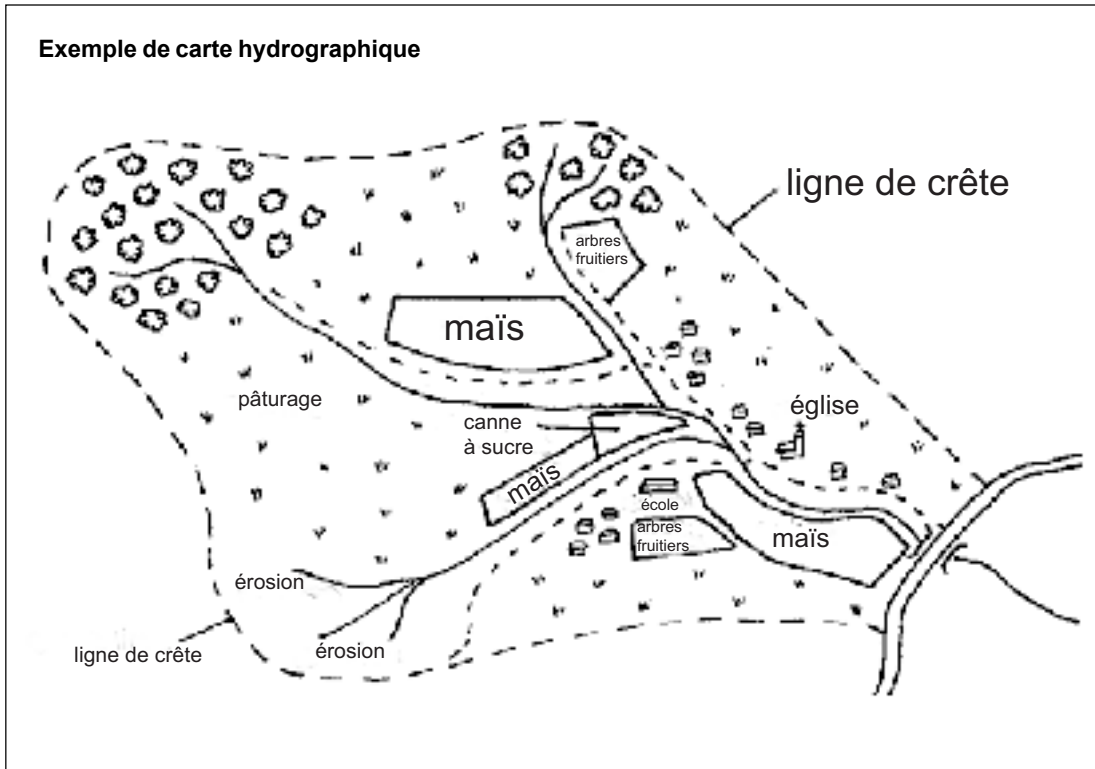 Exemple de carte hydrographique
ligne de crête
arbres
fruitiers
maïs
pâturage
canne
à sucre
église
maïs
école
arbres
fruitiers
maïs
érosion
érosion
ligne de crête